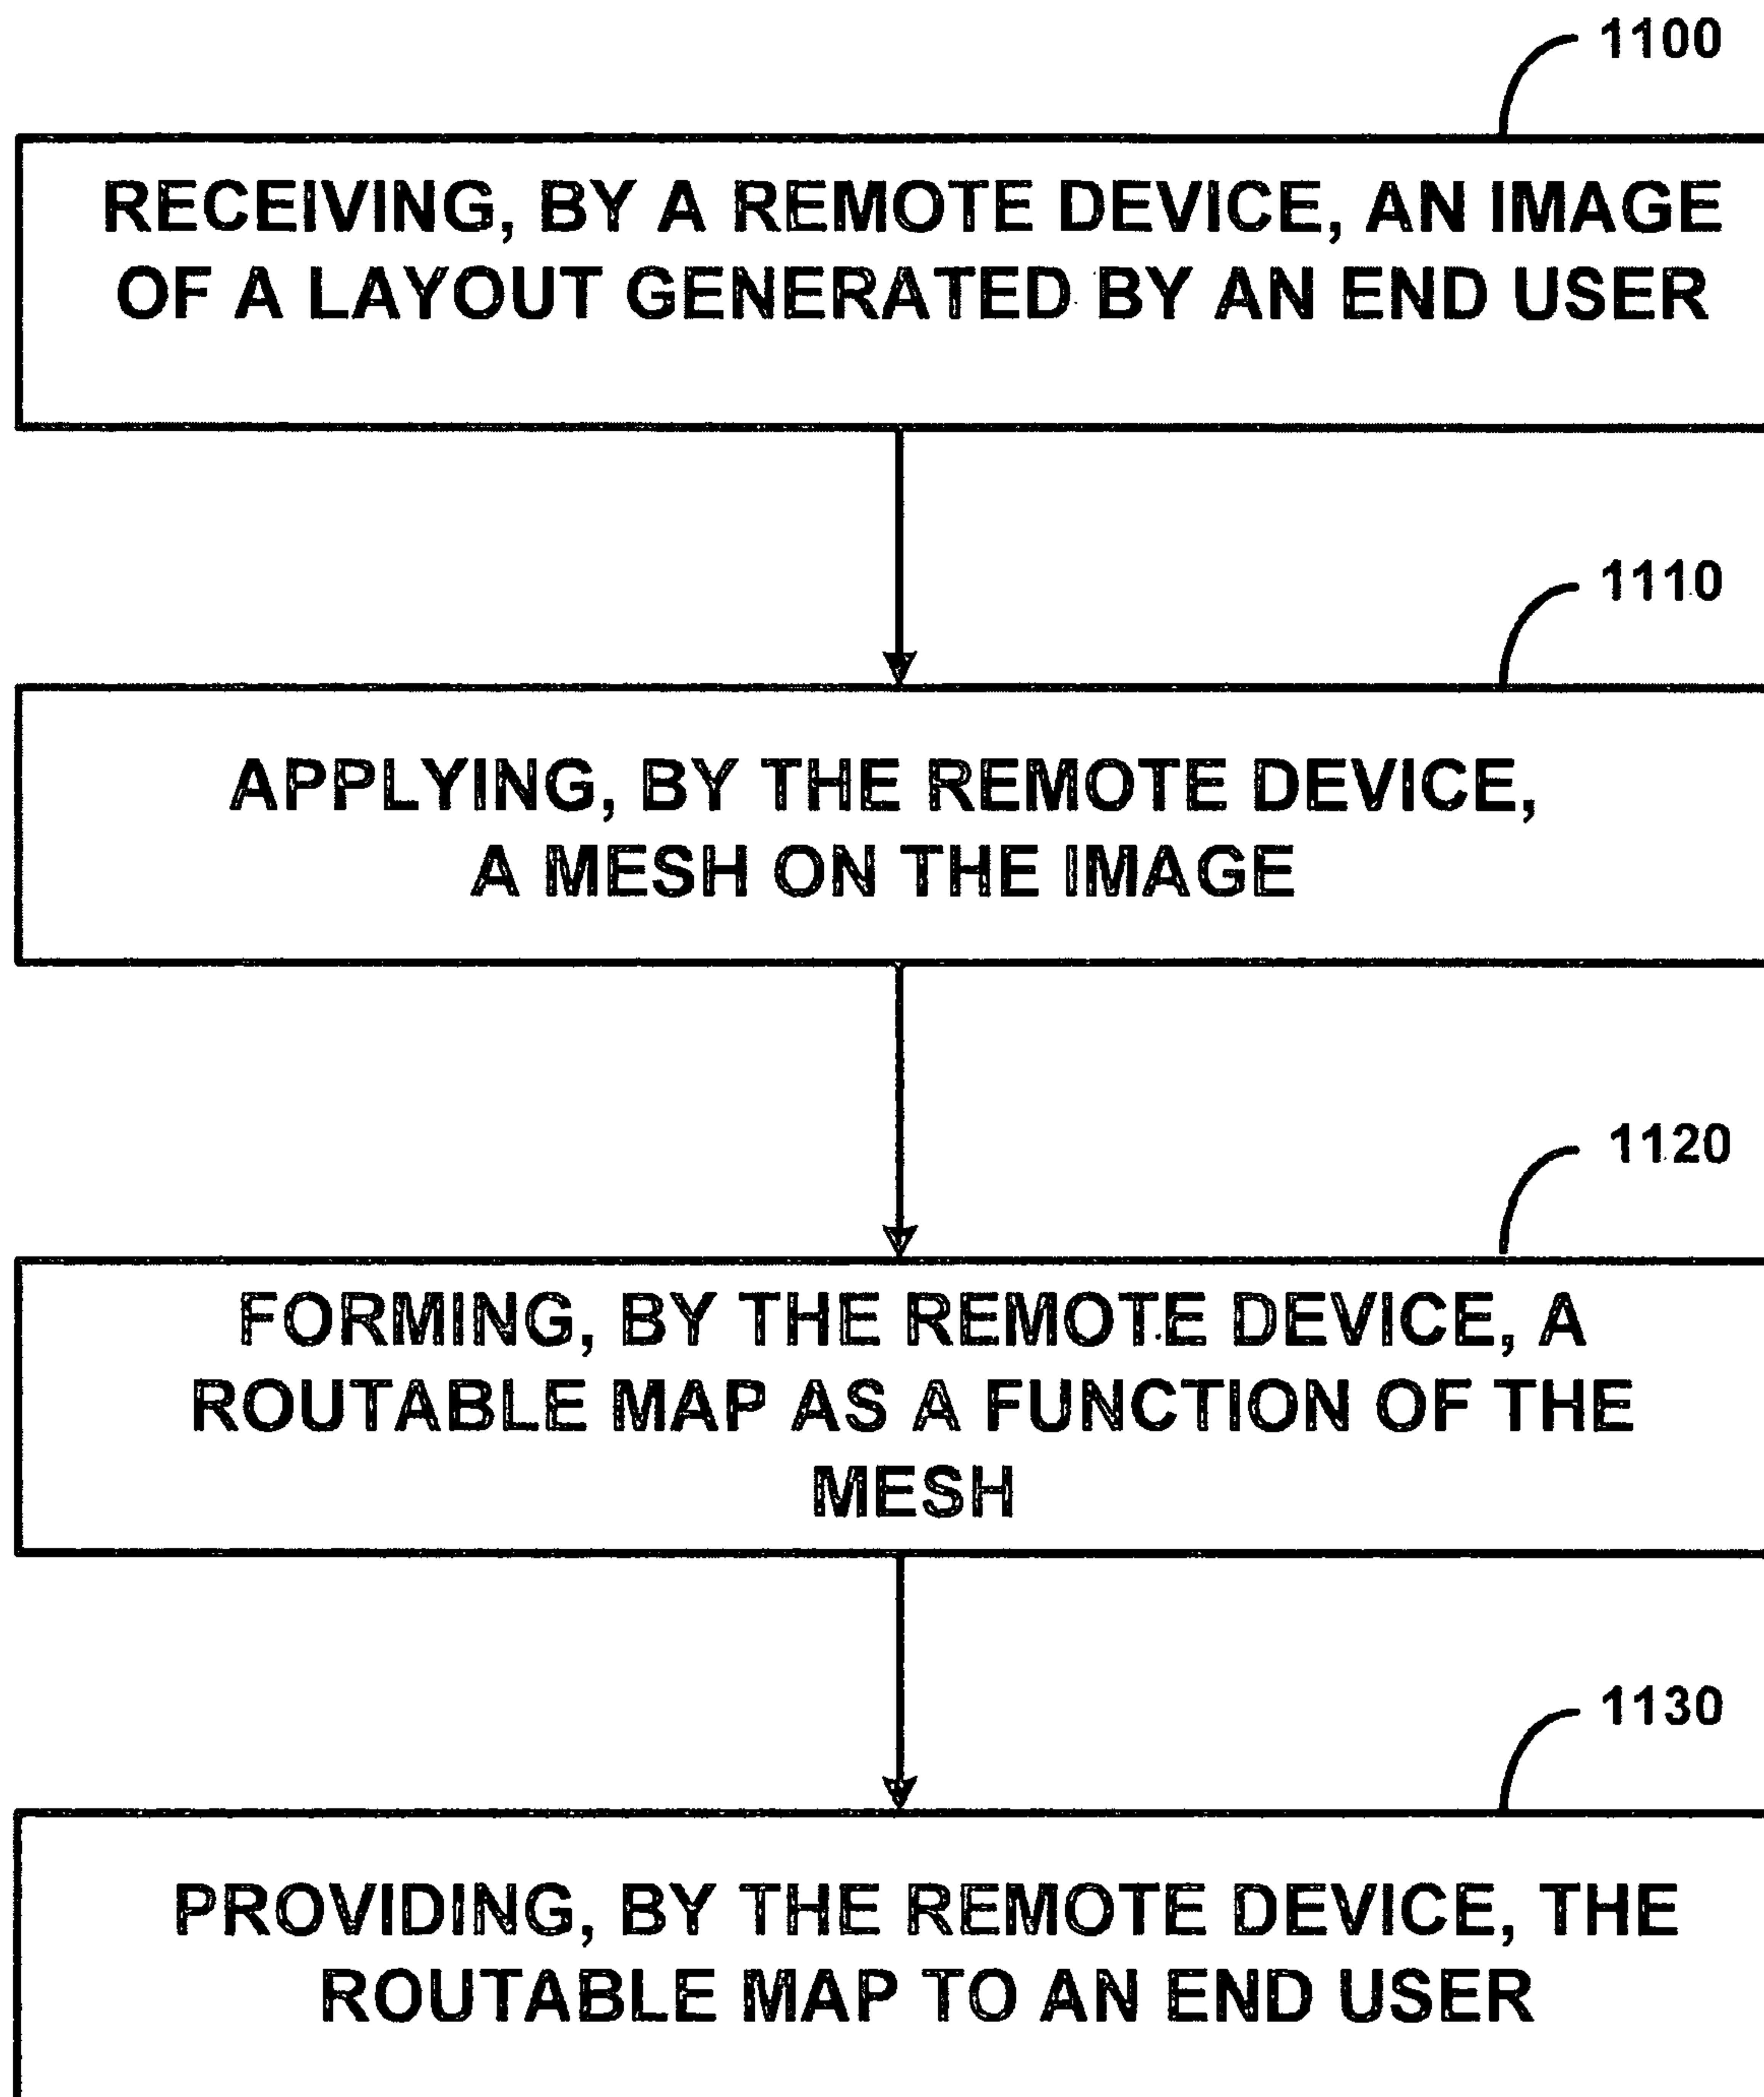 1100
RECEIVING, BY A REMOTE DEVICE, AN IMAGE
OF A LAYOUT GENERATED BY AN END USER
1110
APPLYING, BY THE REMOTE DEVICE,
A MESH ON THE IMAGE
1120
FORMING, BY THE REMOTE DEVICE, A
ROUTABLE MAP AS A FUNCTION OF THE
MESH
1130
PROVIDING, BY THE REMOTE DEVICE, THE
ROUTABLE MAP TO AN END USER